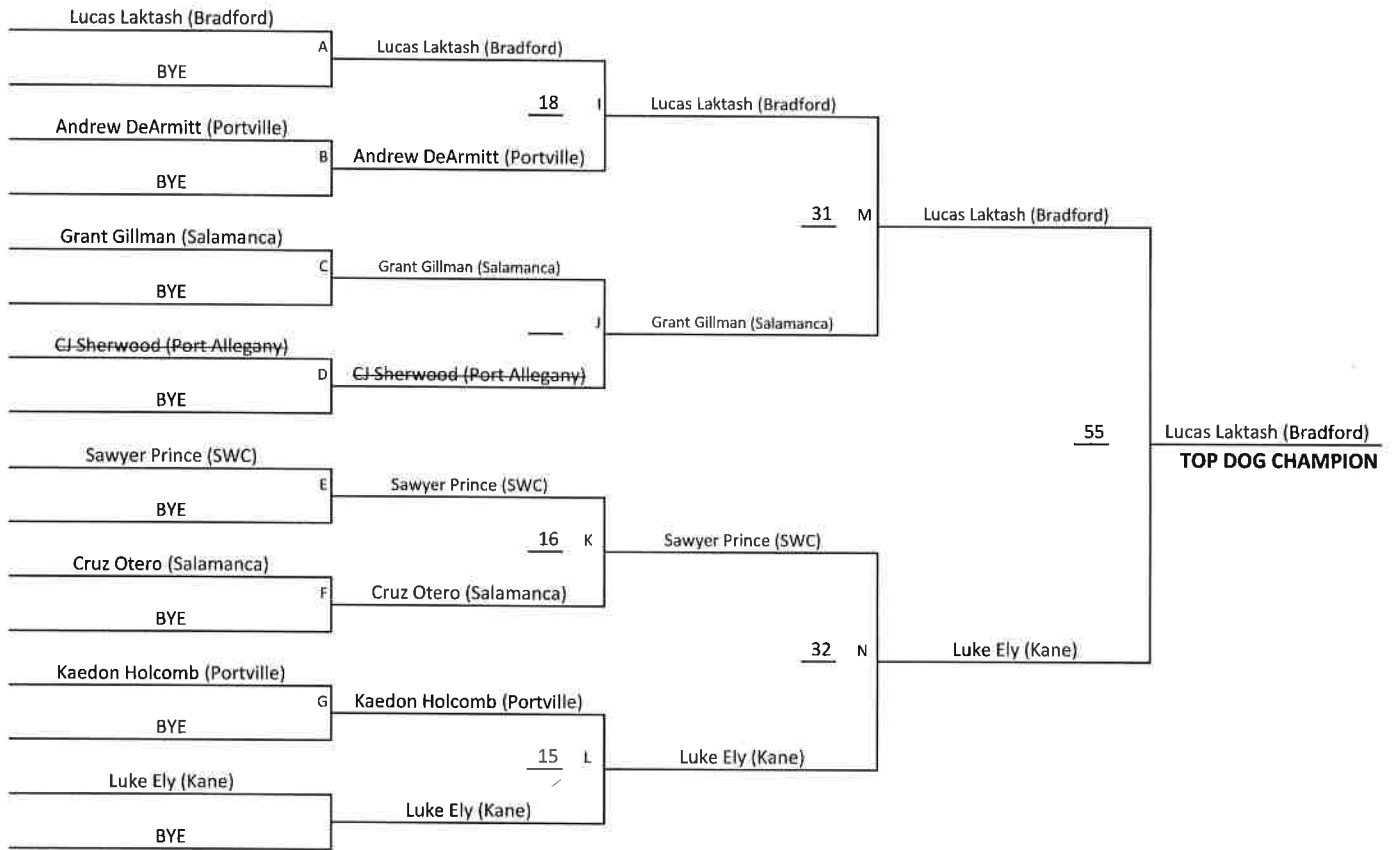 Lucas Laktash (Bradford)
A
BYE
Lucas Laktash (Bradford)
18 I
Andrew DeArmitt (Portville)
B
BYE
Andrew DeArmitt (Portville)
Lucas Laktash (Bradford)
31 M
Grant Gillman (Salamanca)
C
BYE
Grant Gillman (Salamanca)
J
CJ Sherwood (Port Allegany)
D
BYE
CJ Sherwood (Port Allegany)
Grant Gillman (Salamanca)
Lucas Laktash (Bradford)
55
Lucas Laktash (Bradford)
TOP DOG CHAMPION
Sawyer Prince (SWC)
E
BYE
Sawyer Prince (SWC)
16 K
Cruz Otero (Salamanca)
F
BYE
Cruz Otero (Salamanca)
Sawyer Prince (SWC)
32 N
Luke Ely (Kane)
Kaedon Holcomb (Portville)
G
BYE
Kaedon Holcomb (Portville)
15 L
Luke Ely (Kane)
Luke Ely (Kane)
BYE
Luke Ely (Kane)